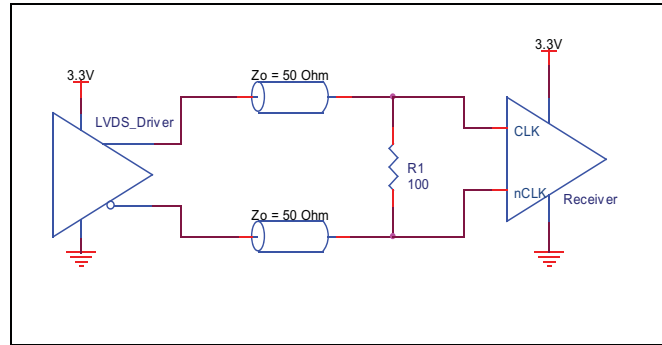 3.3V
LVDS_Driver
Zo = 50 Ohm
Zo = 50 Ohm
R1
100
3.3V
CLK
nCLK
Receiver